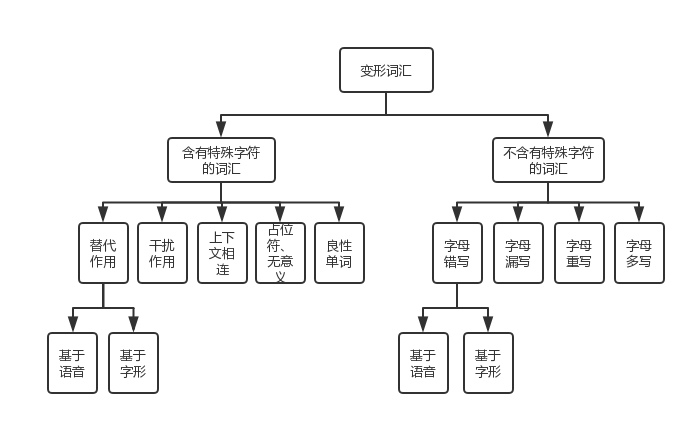 变形词汇
含有特殊字符
的词汇
不含有特殊字符
的词汇
替代
作用
干扰
作用
上下
文相
连
占位
符、
无意
义
良性
单词
字母
错写
字母
漏写
字母
重写
字母
多写
基于
语音
基于
字形
基于
语音
基于
字形